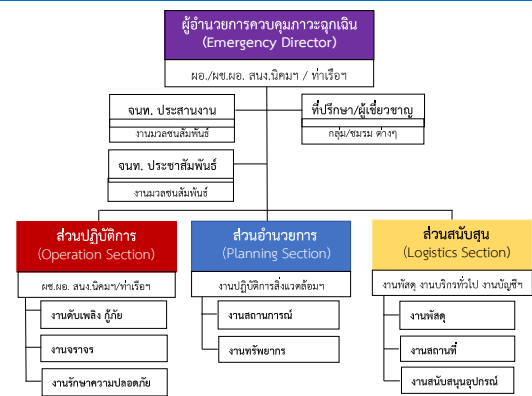 ผู้อำนวยการควบคุมภาวะฉุกเฉิน
(Emergency Director)
ผอ./ผช.ผอ. สนง.นิคมฯ / ท่าเรือฯ
จนท. ประสานงาน
งานมวลชนสัมพันธ์
ที่ปรึกษา/ผู้เชี่ยวชาญ
กลุ่ม/ชมรม ต่างๆ
จนท. ประชาสัมพันธ์
งานมวลชนสัมพันธ์
ส่วนปฏิบัติการ
(Operation Section)
ผช.ผอ. สนง.นิคมฯ/ท่าเรือฯ
งานดับเพลิง กู้ภัย
งานจราจร
งานรักษาความปลอดภัย
ส่วนอำนวยการ
(Planning Section)
งานปฏิบัติการสิ่งแวดล้อมฯ
งานสถานการณ์
งานทรัพยากร
ส่วนสนับสุน
(Logistics Section)
งานพัสดุ งานบริกรทั่วไป งานบัญชีฯ
งานพัสดุ
งานสถานที่
งานสนับสนุนอุปกรณ์